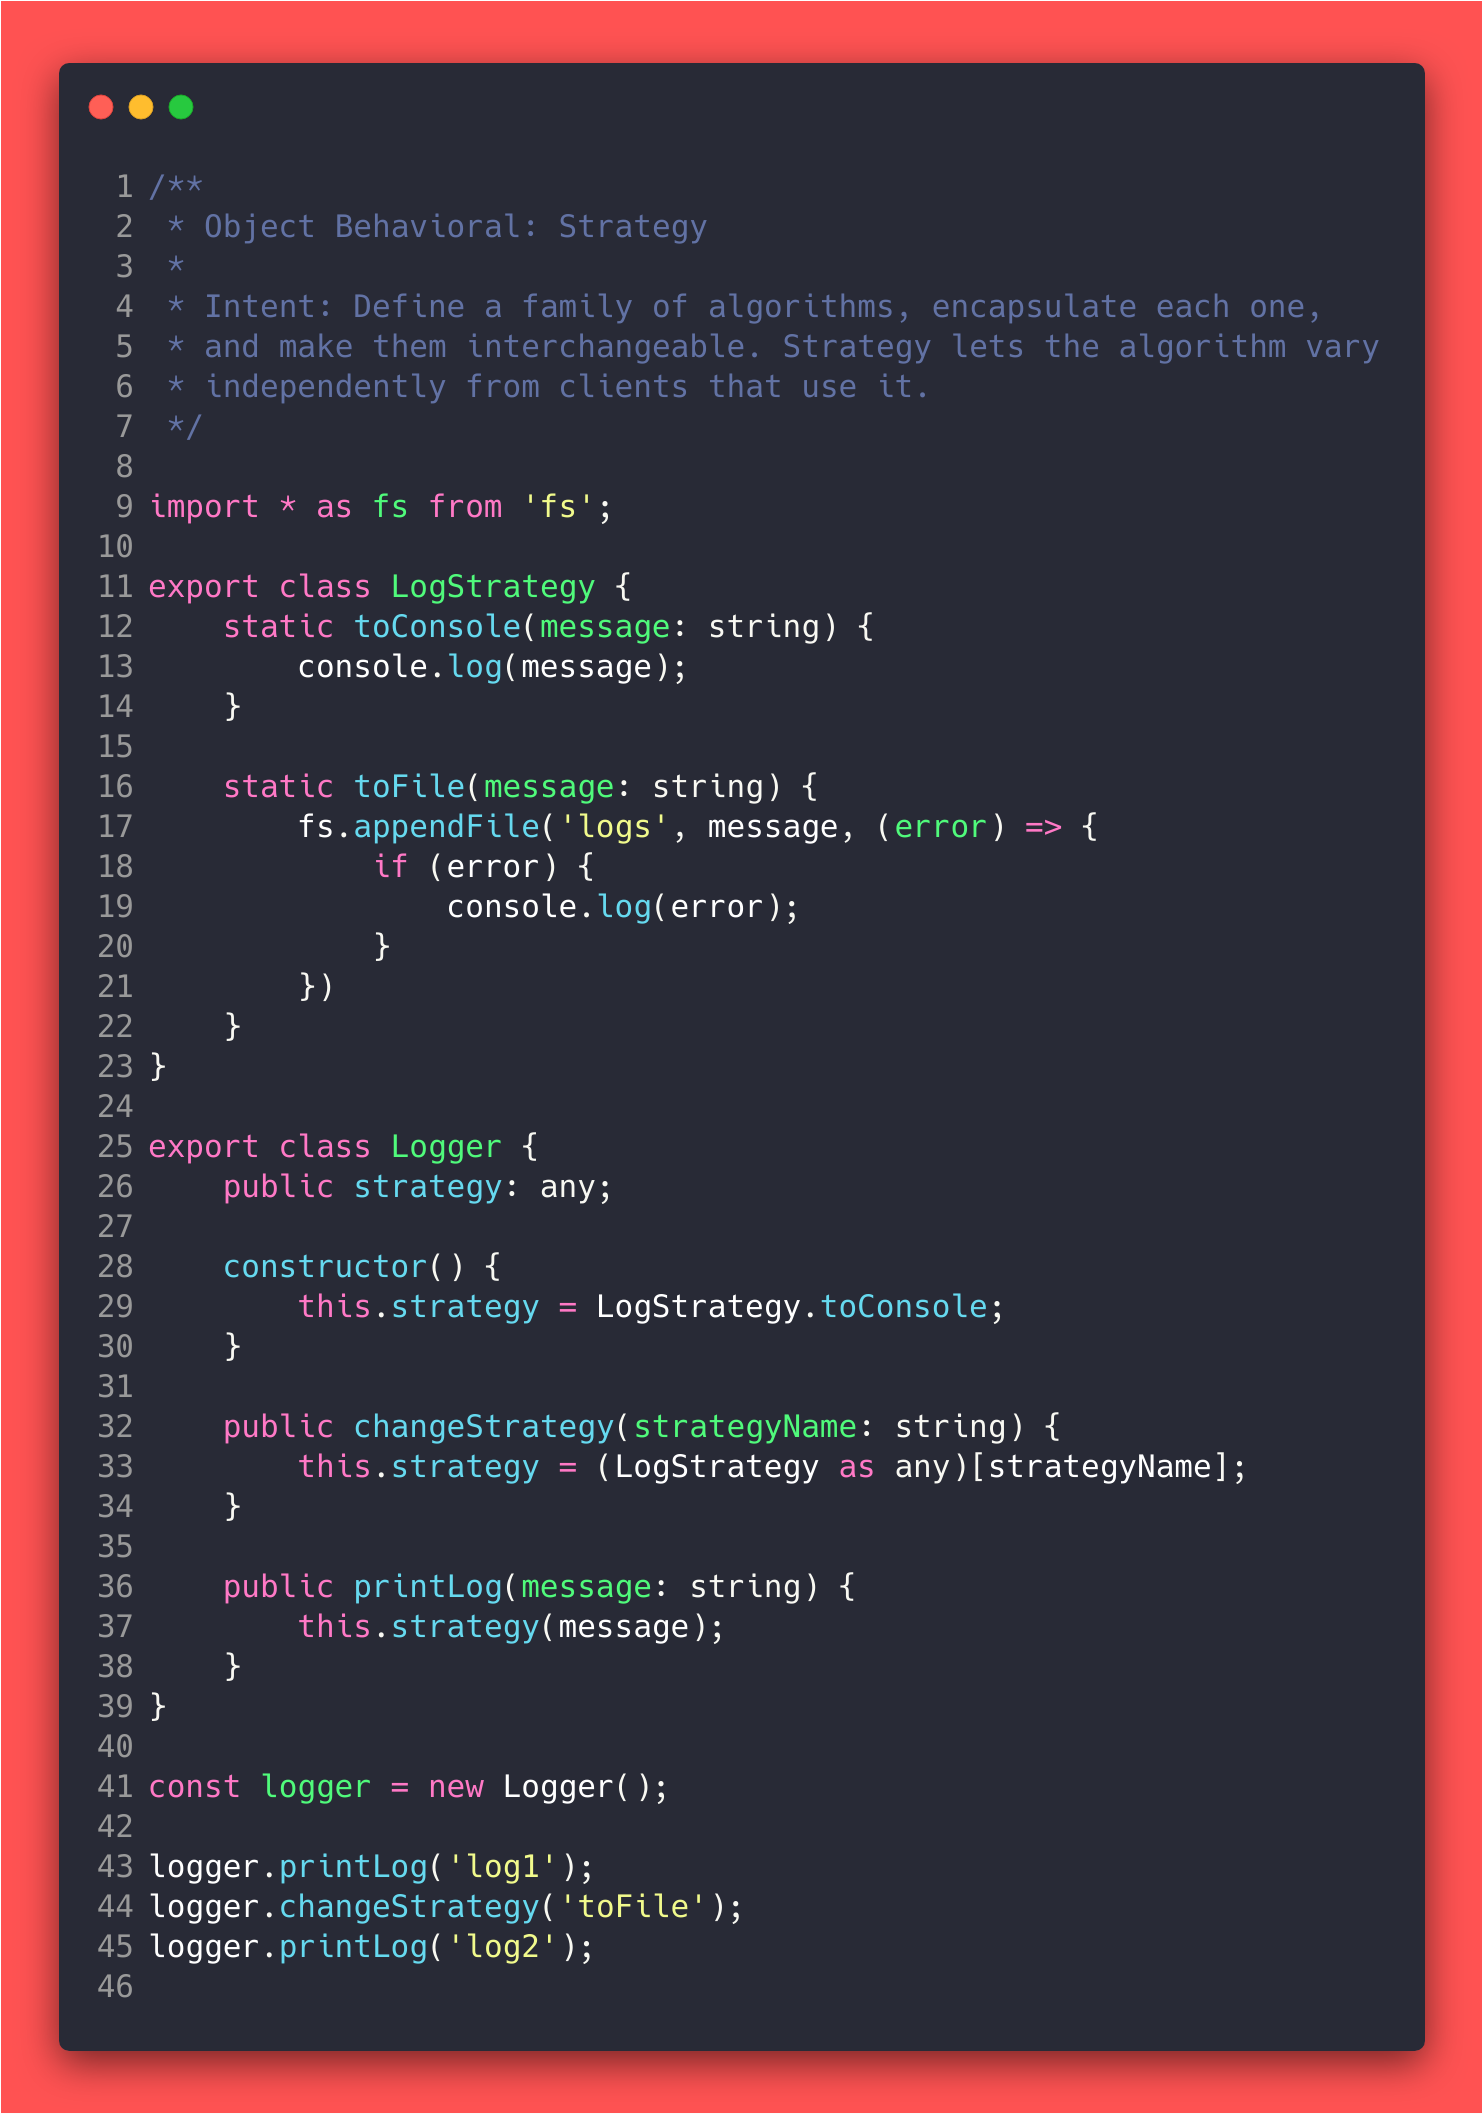 1 /**
2  * Object Behavioral: Strategy
3  *
4  * Intent: Define a family of algorithms, encapsulate each one,
5  * and make them interchangeable. Strategy lets the algorithm vary
6  * independently from clients that use it.
7  */
8
9 import * as fs from 'fs';
10
11 export class LogStrategy {
12     static toConsole(message: string) {
13         console.log(message);
14     }
15
16     static toFile(message: string) {
17         fs.appendFile('logs', message, (error) => {
18             if (error) {
19                 console.log(error);
20             }
21         })
22     }
23 }
24
25 export class Logger {
26     public strategy: any;
27
28     constructor() {
29         this.strategy = LogStrategy.toConsole;
30     }
31
32     public changeStrategy(strategyName: string) {
33         this.strategy = (LogStrategy as any)[strategyName];
34     }
35
36     public printLog(message: string) {
37         this.strategy(message);
38     }
39 }
40
41 const logger = new Logger();
42
43 logger.printLog('log1');
44 logger.changeStrategy('toFile');
45 logger.printLog('log2');
46